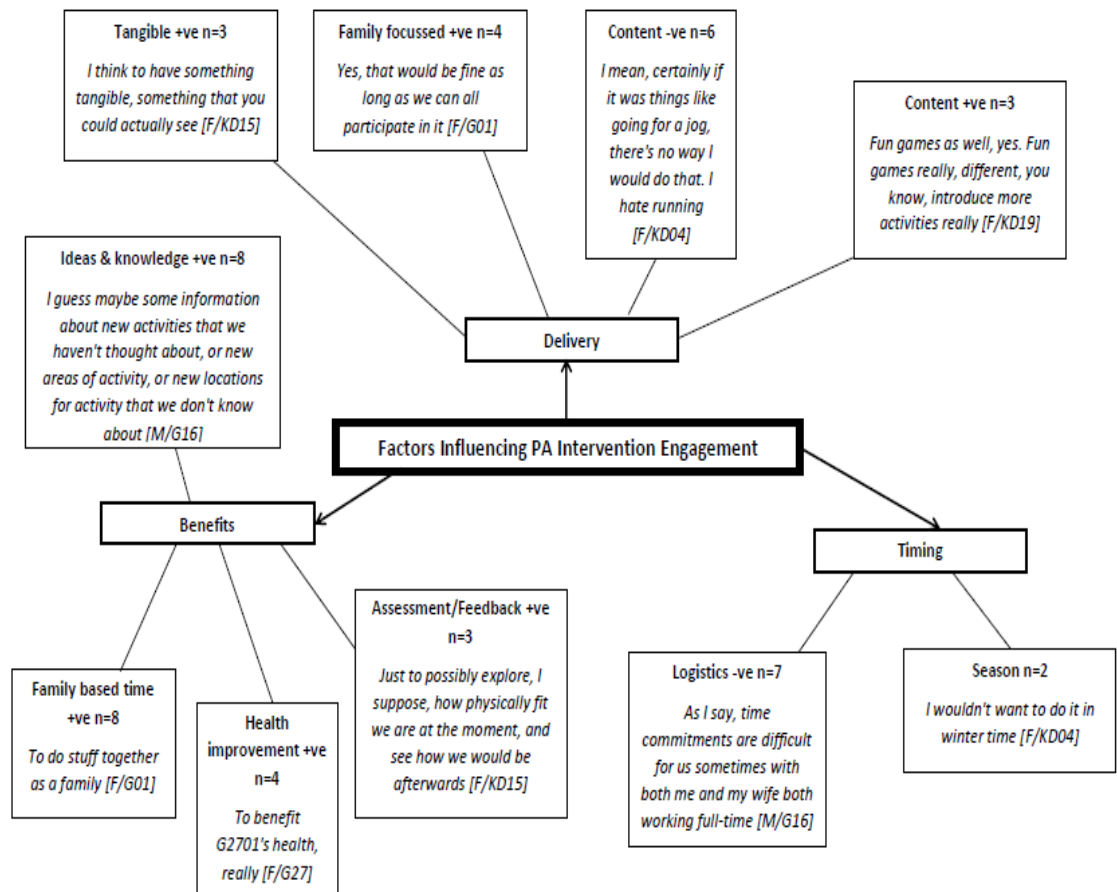 Tangible +ve n=3
I think to have something
tangible, something that you
could actually see [F/KD15]
Family focussed +ve n=4
Yes, that would be fine as
long as we can all
participate in it [F/G01]
Content -ve n=6
I mean, certainly if
it was things like
going for a jog,
there's no way I
would do that. I
hate running
[F/KD04]
Content +ve n=3
Fun games as well, yes. Fun
games really, different, you
know, introduce more
activities really [F/KD19]
Ideas & knowledge +ve n=8
I guess maybe some information
about new activities that we
haven't thought about, or new
areas of activity, or new locations
for activity that we don't know
about [M/G16]
Delivery
Factors Influencing PA Intervention Engagement
Benefits
Timing
Family based time
+ve n=8
To do stuff together
as a family [F/G01]
Health
improvement +ve
n=4
To benefit
G2701's health,
really [F/G27]
Assessment/Feedback +ve
n=3
Just to possibly explore, I
suppose, how physically fit
we are at the moment, and
see how we would be
afterwards [F/KD15]
Logistics -ve n=7
As I say, time
commitments are difficult
for us sometimes with
both me and my wife both
working full-time [M/G16]
Season n=2
I wouldn't want to do it in
winter time [F/KD04]